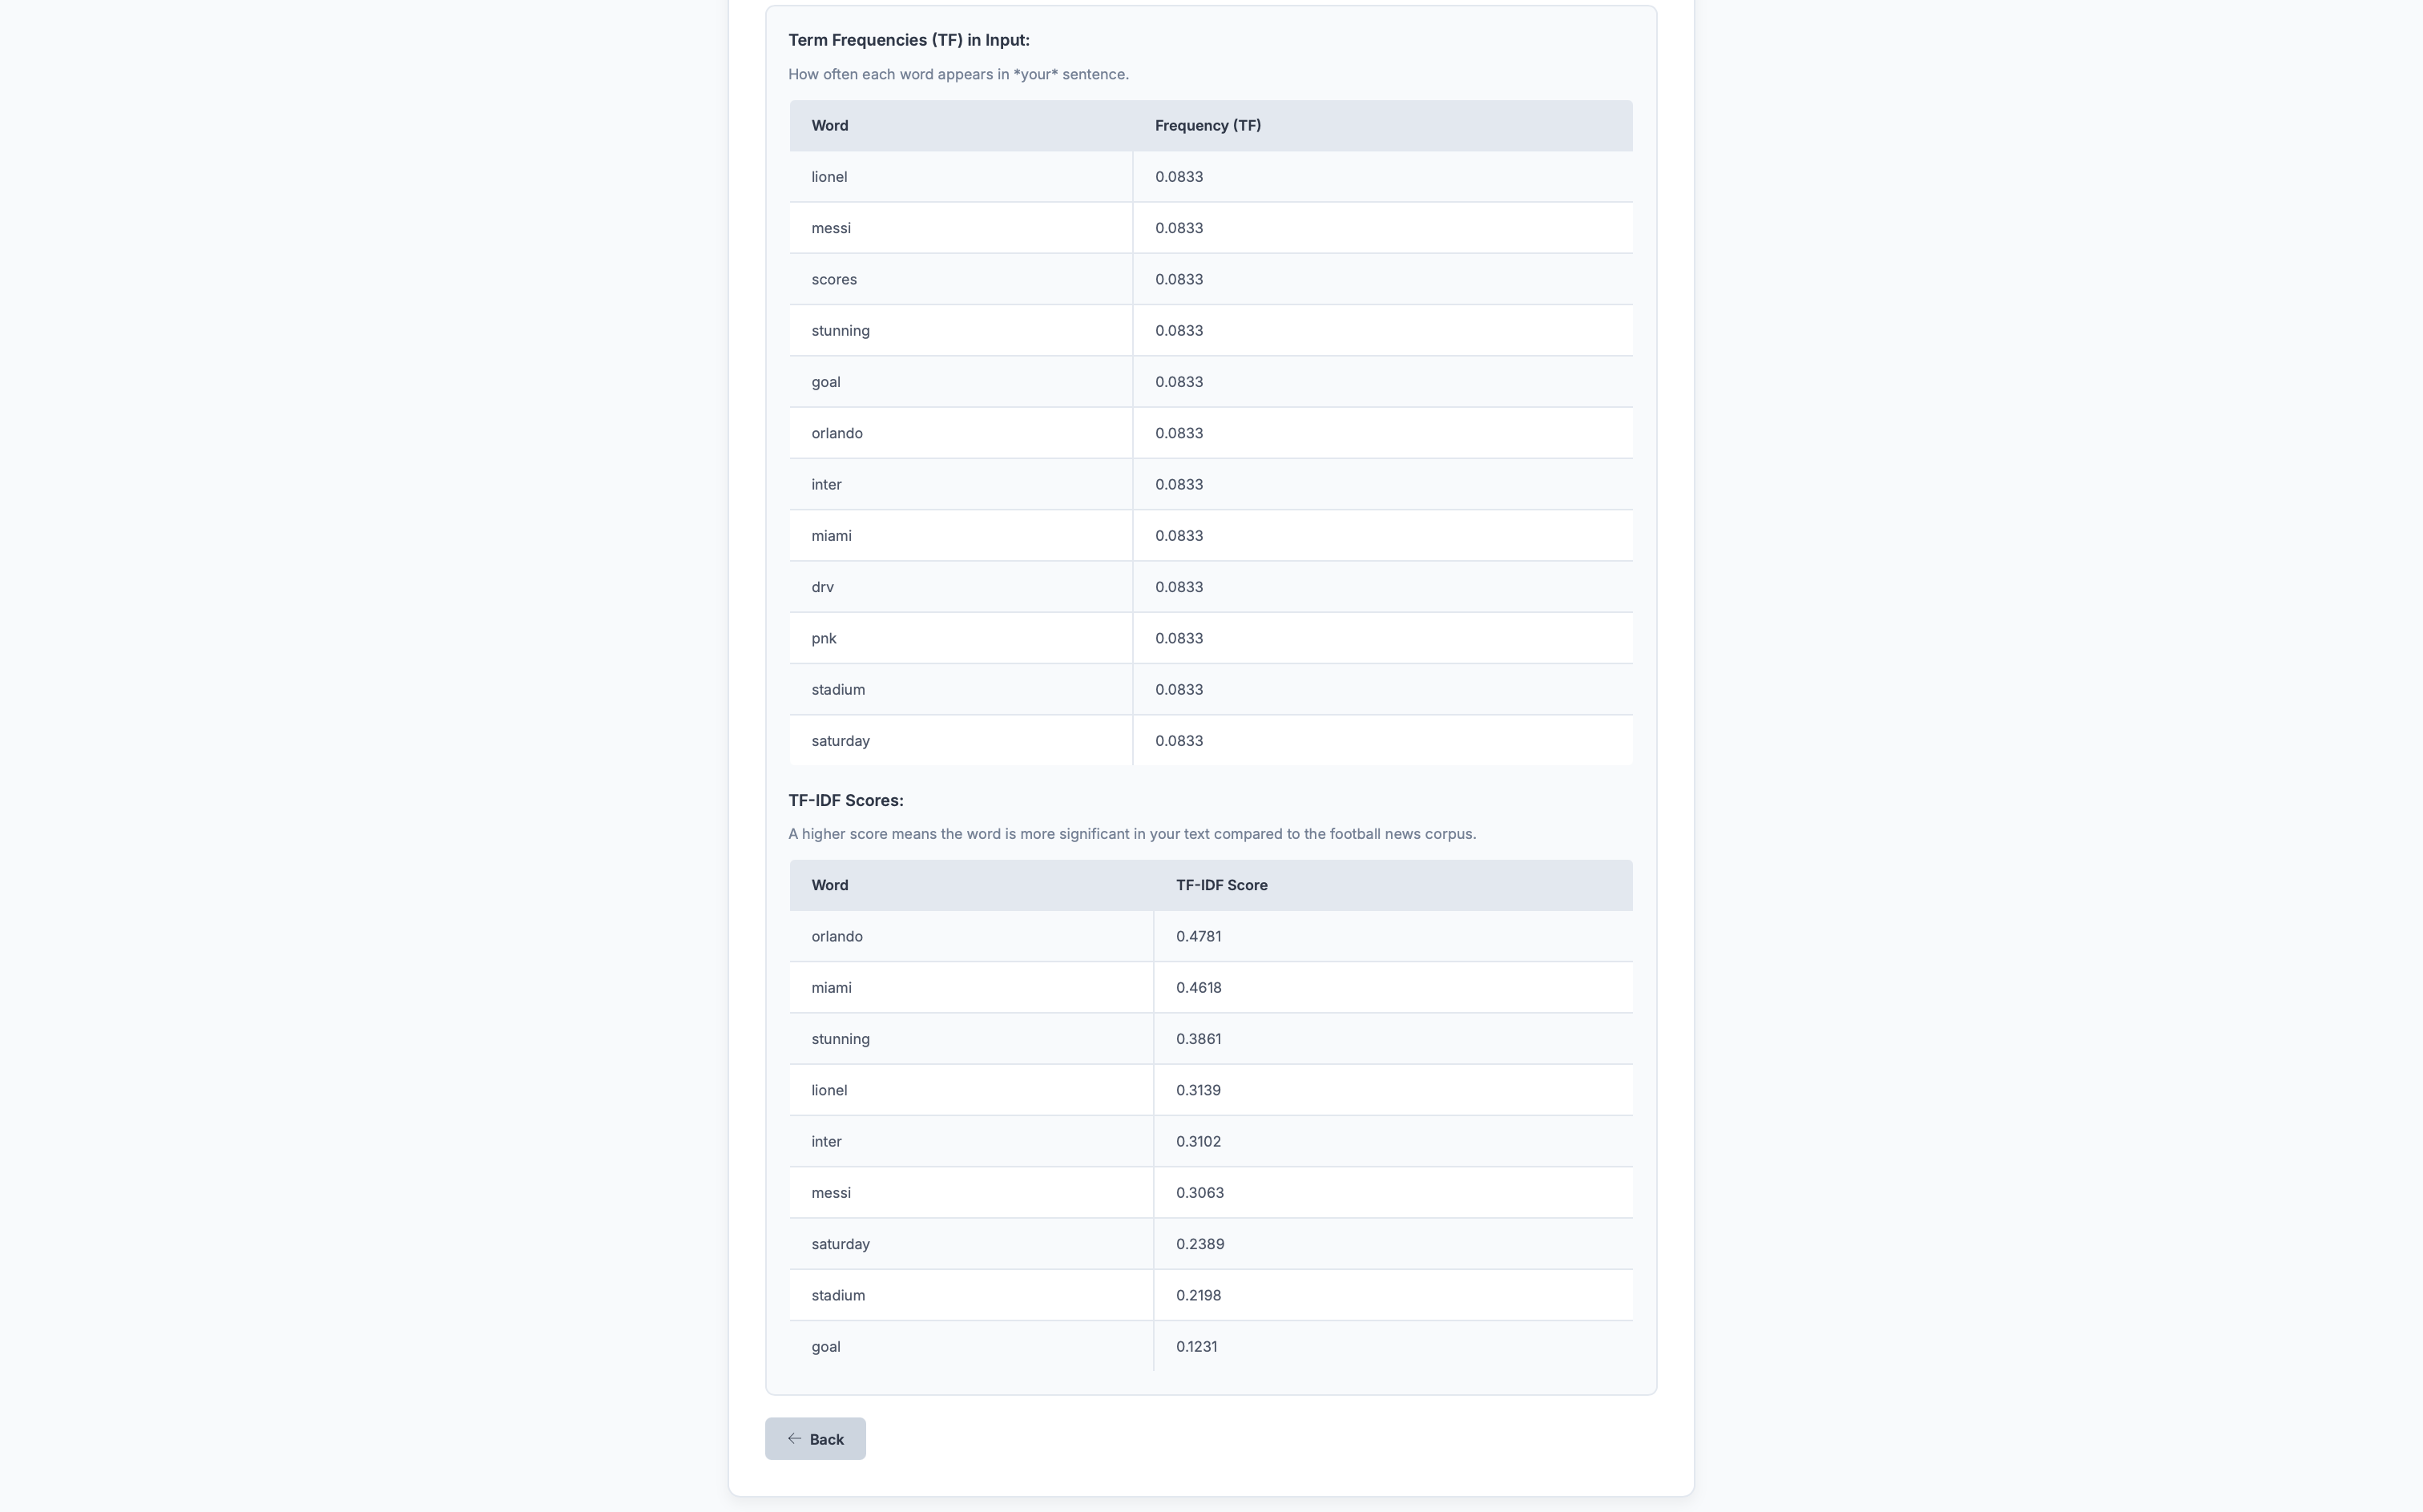 Term Frequencies (TF) in Input:
How often each word appears in *your* sentence.
Word Frequency (TF)
lionel 0.0833
messi 0.0833
scores 0.0833
stunning 0.0833
goal 0.0833
orlando 0.0833
inter 0.0833
miami 0.0833
drv 0.0833
pnk 0.0833
stadium 0.0833
saturday 0.0833
TF-IDF Scores:
A higher score means the word is more significant in your text compared to the football news corpus.
Word TF-IDF Score
orlando 0.4781
miami 0.4618
stunning 0.3861
lionel 0.3139
inter 0.3102
messi 0.3063
saturday 0.2389
stadium 0.2198
goal 0.1231
← Back